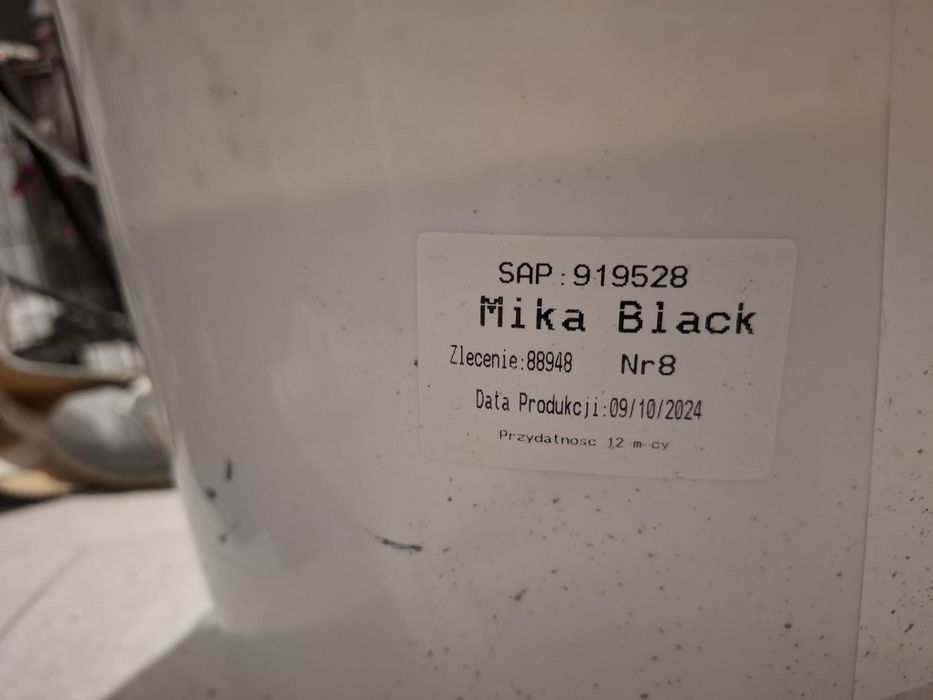 SAP:919528
Mika Black
Zlecenie:88948 Nr8
Data Produkcji:09/10/2024
Przydatnosc 12 m-cy